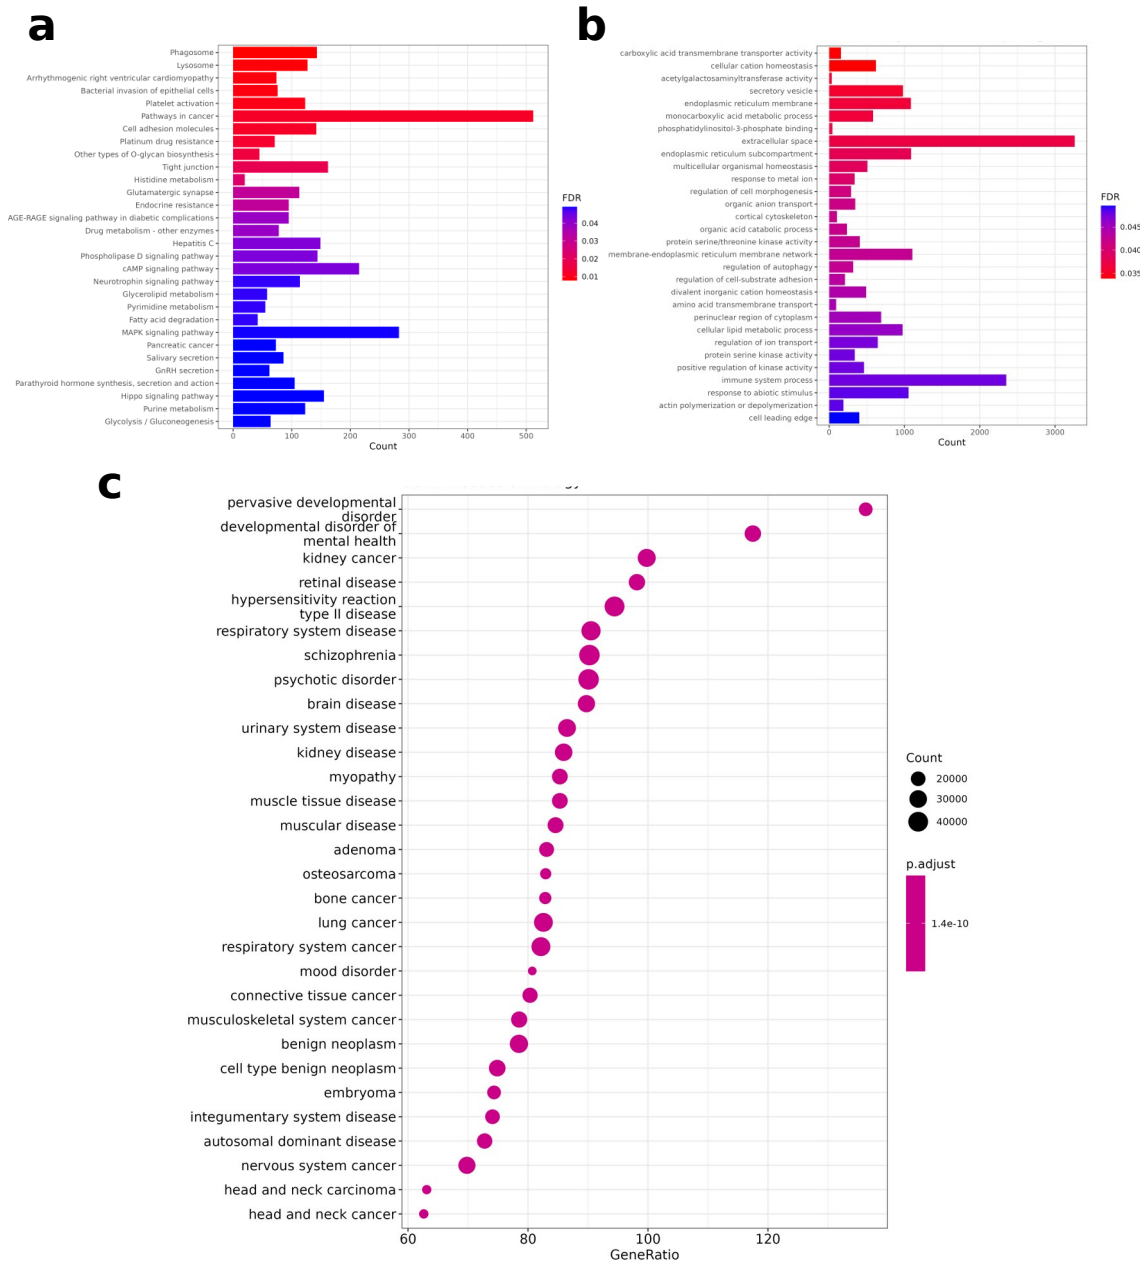 a
Phagosome
Lysosome
Arrhythmogenic right ventricular cardiomyopathy
Bacterial invasion of epithelial cells
Platelet activation
Pathways in cancer
Cell adhesion molecules
Platinum drug resistance
Other types of O-glycan biosynthesis
Tight junction
Histidine metabolism
Glutamatergic synapse
Endocrine resistance
AGE-RAGE signaling pathway in diabetic complications
Drug metabolism - other enzymes
Hepatitis C
Phospholipase D signaling pathway
cAMP signaling pathway
Neurotrophin signaling pathway
Glycerolipid metabolism
Pyrimidine metabolism
Fatty acid degradation
MAPK signaling pathway
Pancreatic cancer
Salivary secretion
GnRH secretion
Parathyroid hormone synthesis, secretion and action
Hippo signaling pathway
Purine metabolism
Glycolysis / Gluconeogenesis
0 100 200 300 400 500
Count
FDR
0.04
0.03
0.02
0.01
b
carboxylic acid transmembrane transporter activity
cellular cation homeostasis
acetylgalactosaminyltransferase activity
secretory vesicle
endoplasmic reticulum membrane
monocarboxylic acid metabolic process
phosphatidylinositol-3-phosphate binding
extracellular space
endoplasmic reticulum subcompartment
multicellular organismal homeostasis
response to metal ion
regulation of cell morphogenesis
organic anion transport
cortical cytoskeleton
organic acid catabolic process
protein serine/threonine kinase activity
membrane-endoplasmic reticulum membrane network
regulation of autophagy
regulation of cell-substrate adhesion
divalent inorganic cation homeostasis
amino acid transmembrane transport
perinuclear region of cytoplasm
cellular lipid metabolic process
regulation of ion transport
protein serine kinase activity
positive regulation of kinase activity
immune system process
response to abiotic stimulus
actin polymerization or depolymerization
cell leading edge
0 1000 2000 3000
Count
FDR
0.045
0.040
0.035
c
pervasive developmental
disorder
developmental disorder of
mental health
kidney cancer
retinal disease
hypersensitivity reaction
type II disease
respiratory system disease
schizophrenia
psychotic disorder
brain disease
urinary system disease
kidney disease
myopathy
muscle tissue disease
muscular disease
adenoma
osteosarcoma
bone cancer
lung cancer
respiratory system cancer
mood disorder
connective tissue cancer
musculoskeletal system cancer
benign neoplasm
cell type benign neoplasm
embryoma
integumentary system disease
autosomal dominant disease
nervous system cancer
head and neck carcinoma
head and neck cancer
60 80 100 120
GeneRatio
Count
20000
30000
40000
p.adjust
1.4e-10